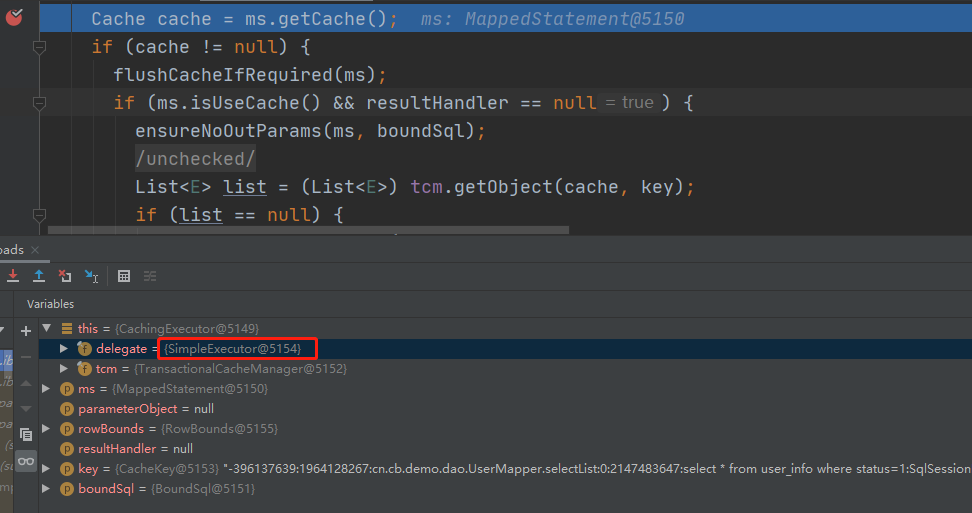 Cache cache = ms.getCache(); ms: MappedStatement@5150
if (cache != null) {
flushCacheIfRequired(ms);
if (ms.isUseCache() && resultHandler == null = true ) {
ensureNoOutParams(ms, boundSql);
/unchecked/
List<E> list = (List<E>) tcm.getObject(cache, key);
if (list == null) {
oads ×
Variables
this = {CachingExecutor@5149}
delegate = {SimpleExecutor@5154}
tcm = {TransactionalCacheManager@5152}
ms = {MappedStatement@5150}
parameterObject = null
rowBounds = {RowBounds@5155}
resultHandler = null
key = {CacheKey@5153} "-396137639:1964128267:cn.cb.demo.dao.UserMapper.selectList:0:2147483647:select * from user_info where status=1:SqlSession
boundSql = {BoundSql@5151}